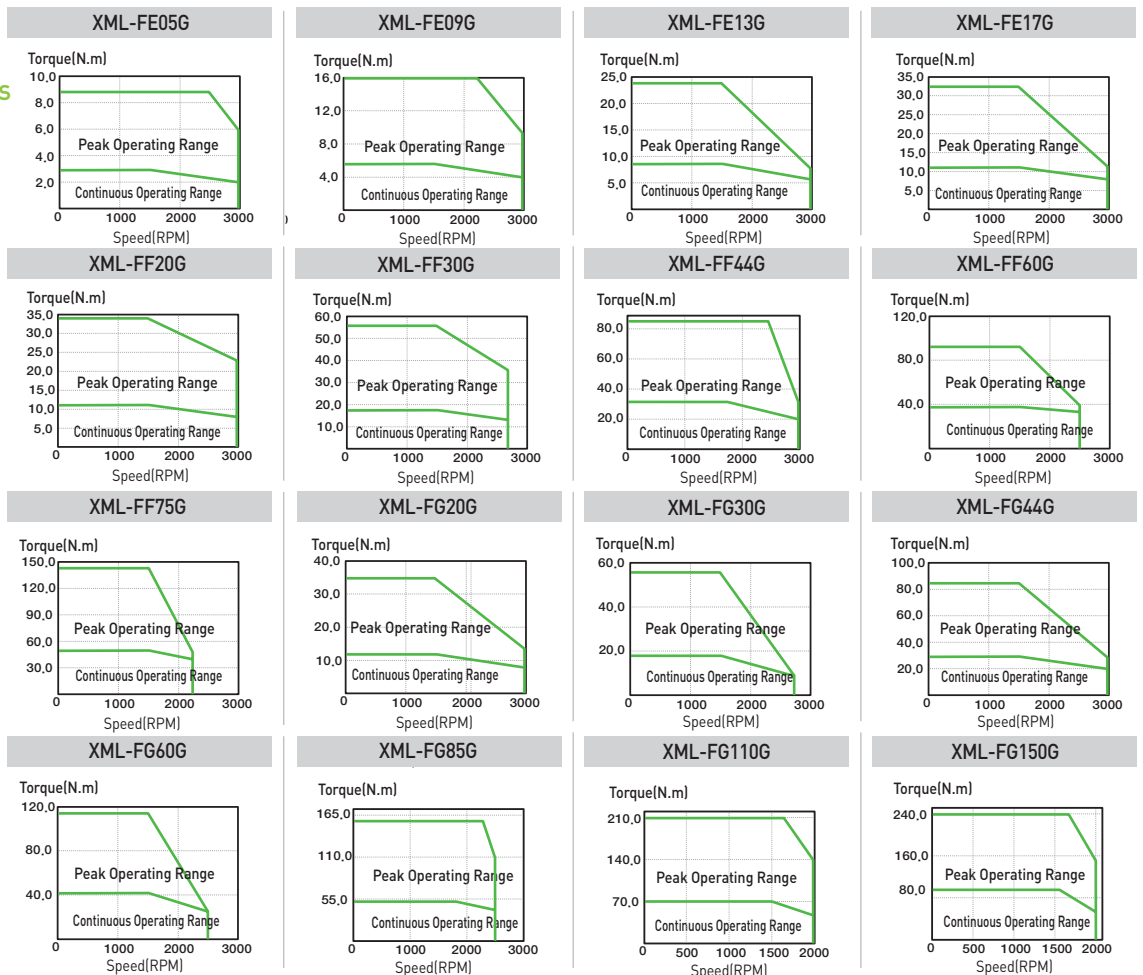 XML-FE05G
Torque(N.m)
10,0
8,0
6,0
4,0
2,0
Peak Operating Range
Continuous Operating Range
0 1000 2000 3000
Speed(RPM)
XML-FE09G
Torque(N.m)
16,0
12,0
8,0
4,0
Peak Operating Range
Continuous Operating Range
0 1000 2000 3000
Speed(RPM)
XML-FE13G
Torque(N.m)
25,0
20,0
15,0
10,0
5,0
Peak Operating Range
Continuous Operating Range
0 1000 2000 3000
Speed(RPM)
XML-FE17G
Torque(N.m)
35,0
30,0
25,0
20,0
15,0
10,0
5,0
Peak Operating Range
Continuous Operating Range
0 1000 2000 3000
Speed(RPM)
s
XML-FF20G
Torque(N.m)
35,0
30,0
25,0
20,0
15,0
10,0
5,0
Peak Operating Range
Continuous Operating Range
0 1000 2000 3000
Speed(RPM)
XML-FF30G
Torque(N.m)
60,0
50,0
40,0
30,0
20,0
10,0
Peak Operating Range
Continuous Operating Range
0 1000 2000 3000
Speed(RPM)
XML-FF44G
Torque(N.m)
80,0
60,0
40,0
20,0
Peak Operating Range
Continuous Operating Range
0 1000 2000 3000
Speed(RPM)
XML-FF60G
Torque(N.m)
120,0
80,0
40,0
Peak Operating Range
Continuous Operating Range
0 1000 2000 3000
Speed(RPM)
XML-FF75G
Torque(N.m)
150,0
120,0
90,0
60,0
30,0
Peak Operating Range
Continuous Operating Range
0 1000 2000 3000
Speed(RPM)
XML-FG20G
Torque(N.m)
40,0
30,0
20,0
10,0
Peak Operating Range
Continuous Operating Range
0 1000 2000 3000
Speed(RPM)
XML-FG30G
Torque(N.m)
60,0
40,0
20,0
Peak Operating Range
Continuous Operating Range
0 1000 2000 3000
Speed(RPM)
XML-FG44G
Torque(N.m)
100,0
80,0
60,0
40,0
20,0
Peak Operating Range
Continuous Operating Range
0 1000 2000 3000
Speed(RPM)
XML-FG60G
Torque(N.m)
120,0
80,0
40,0
Peak Operating Range
Continuous Operating Range
0 1000 2000 3000
Speed(RPM)
XML-FG85G
Torque(N.m)
165,0
110,0
55,0
Peak Operating Range
Continuous Operating Range
0 1000 2000 3000
Speed(RPM)
XML-FG110G
Torque(N.m)
210,0
140,0
70,0
Peak Operating Range
Continuous Operating Range
0 500 1000 1500 2000
Speed(RPM)
XML-FG150G
Torque(N.m)
240,0
160,0
80,0
Peak Operating Range
Continuous Operating Range
0 500 1000 1500 2000
Speed(RPM)